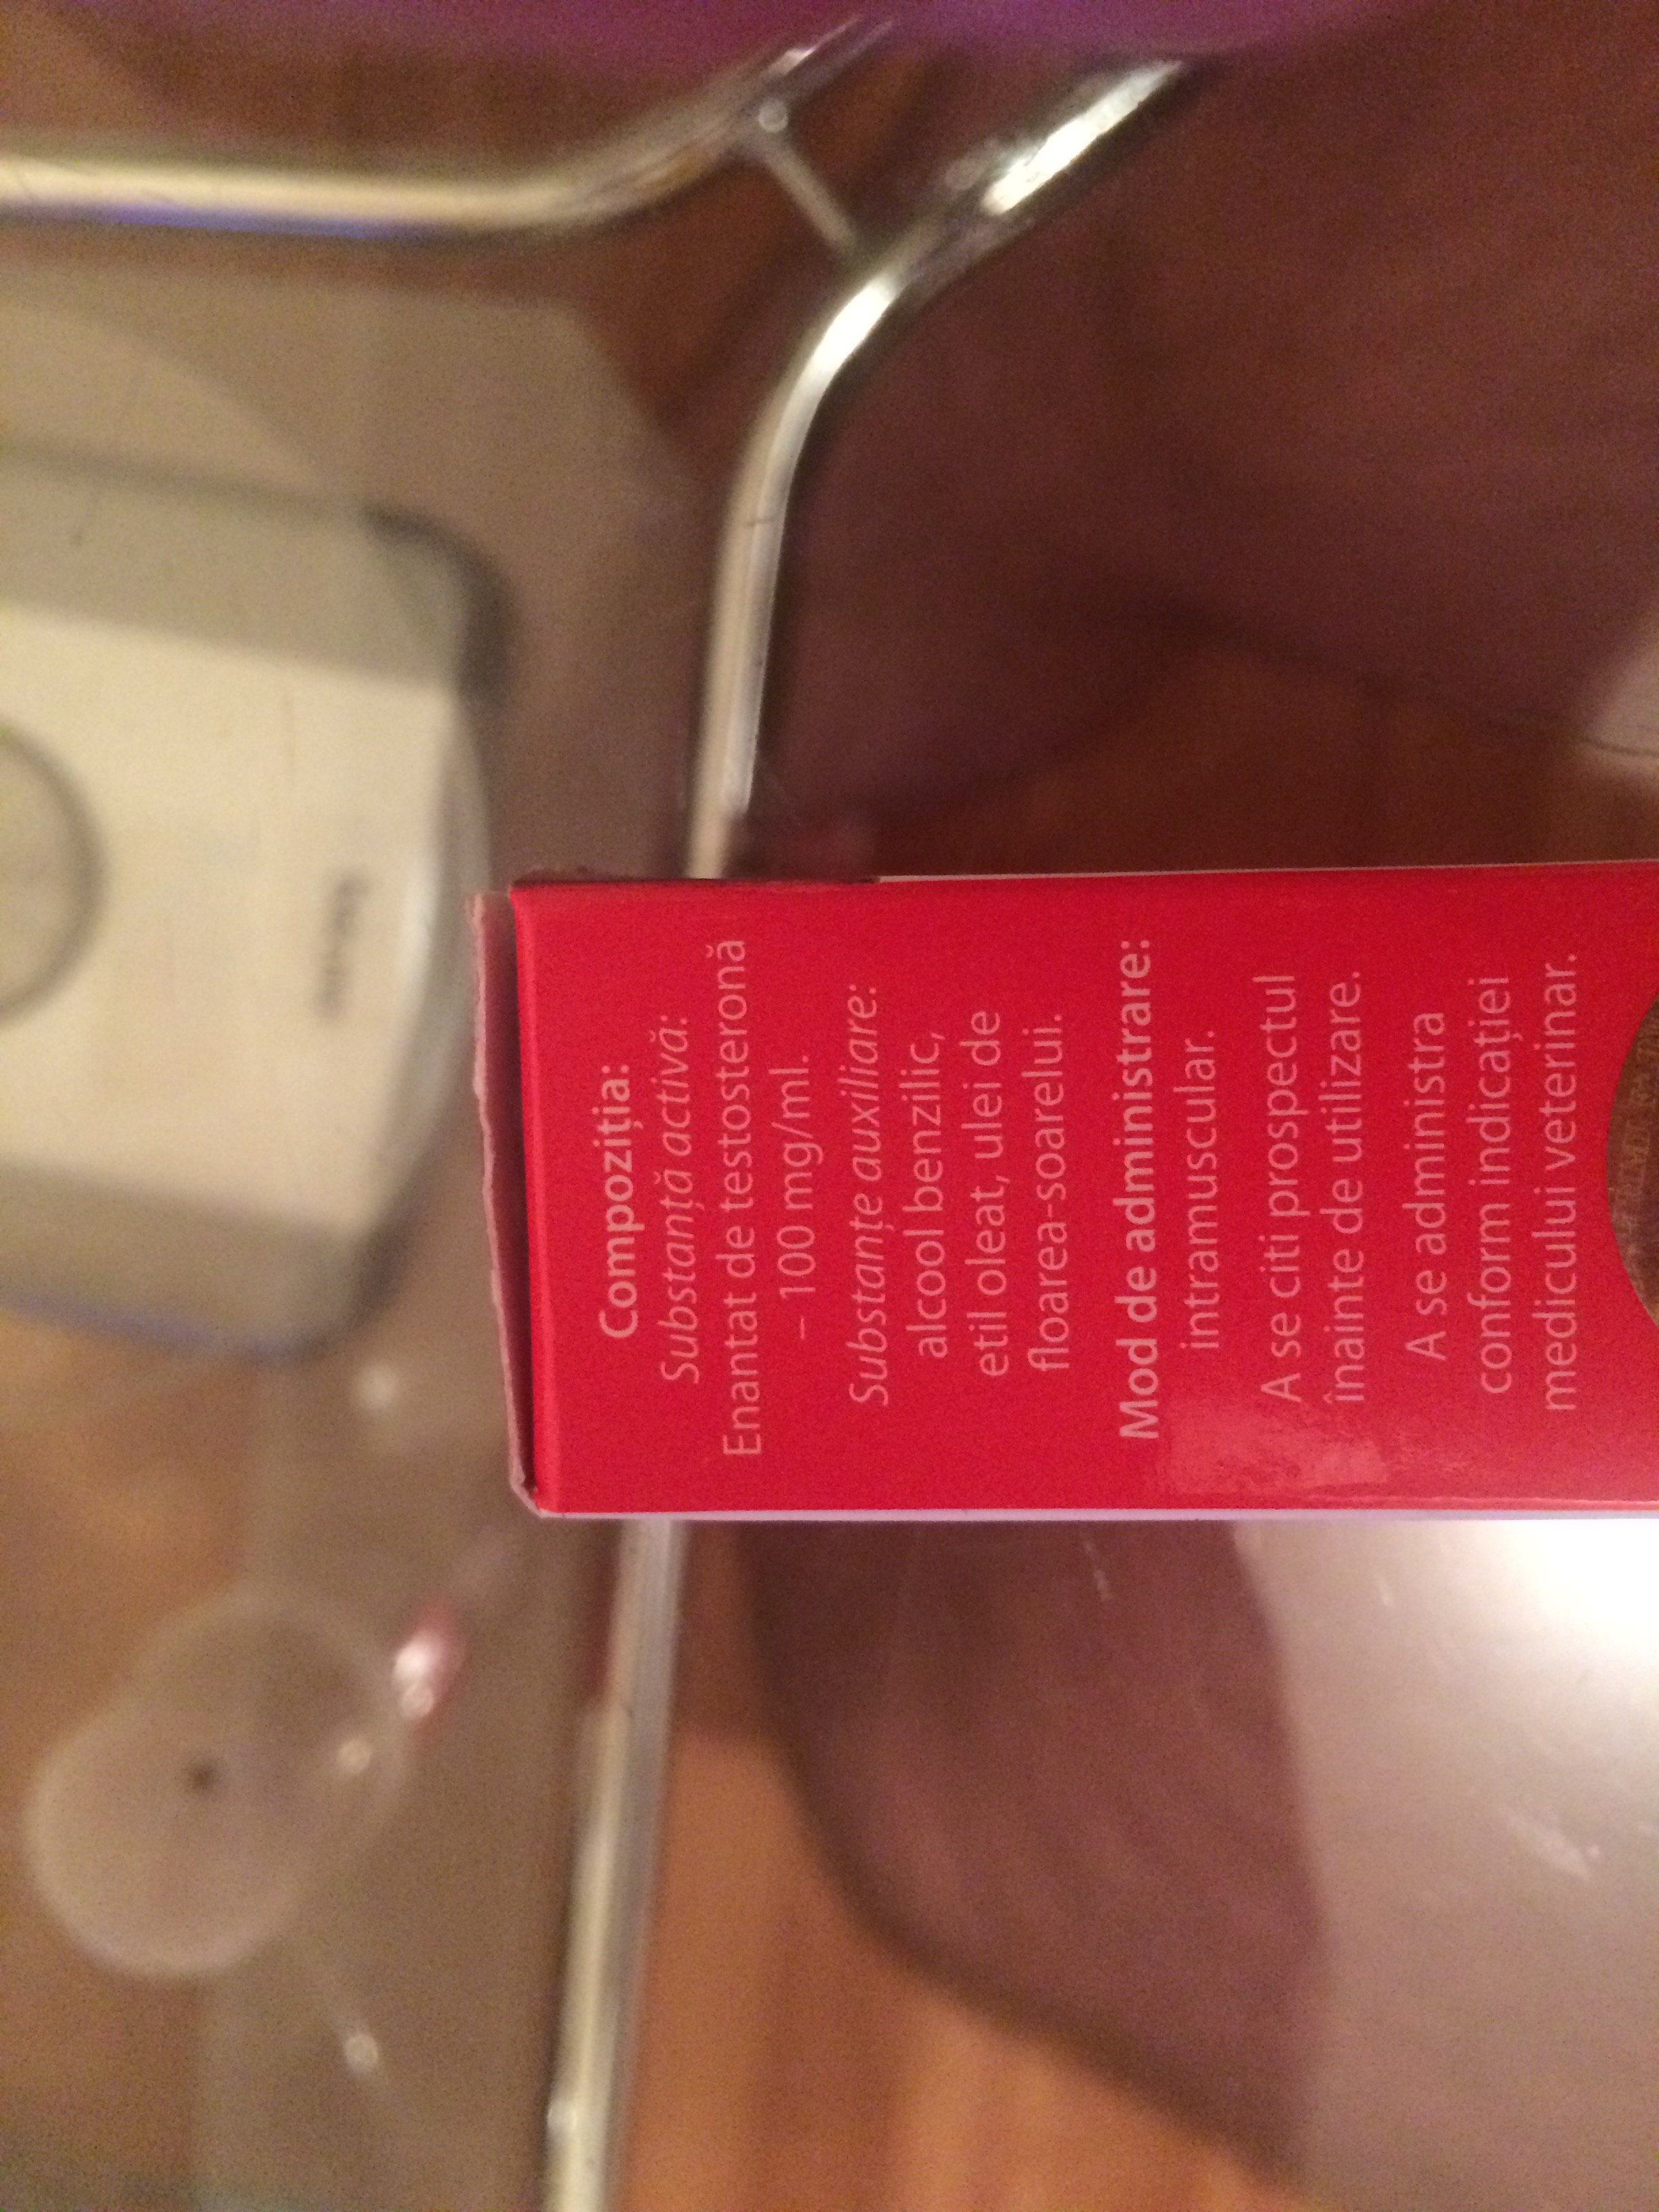 Compoziția:
Substanță activă:
Enantat de testosteronă
– 100 mg/ml.
Substanțe auxiliare:
alcool benzilic,
etil oleat, ulei de
floarea-soarelui.
Mod de administrare:
intramuscular.
A se citi prospectul
înainte de utilizare.
A se administra
conform indicației
medicului veterinar.